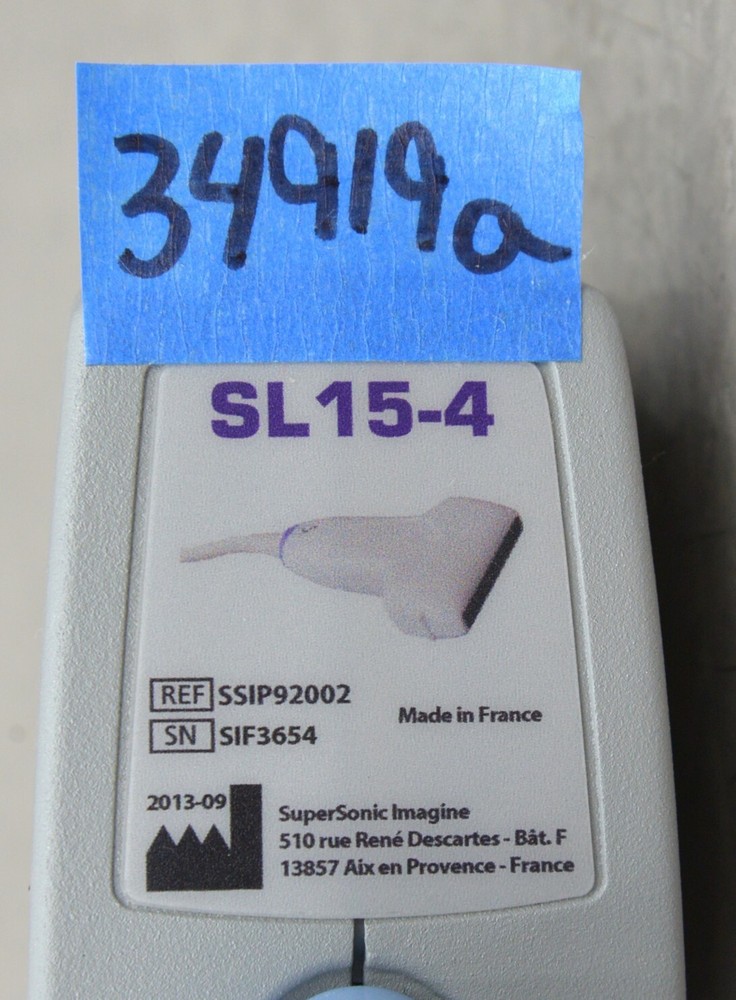 34919a
SL15-4
REF SSIP92002
SN SIF3654
Made in France
2013-09
SuperSonic Imagine
510 rue René Descartes - Bât. F
13857 Aix en Provence - France